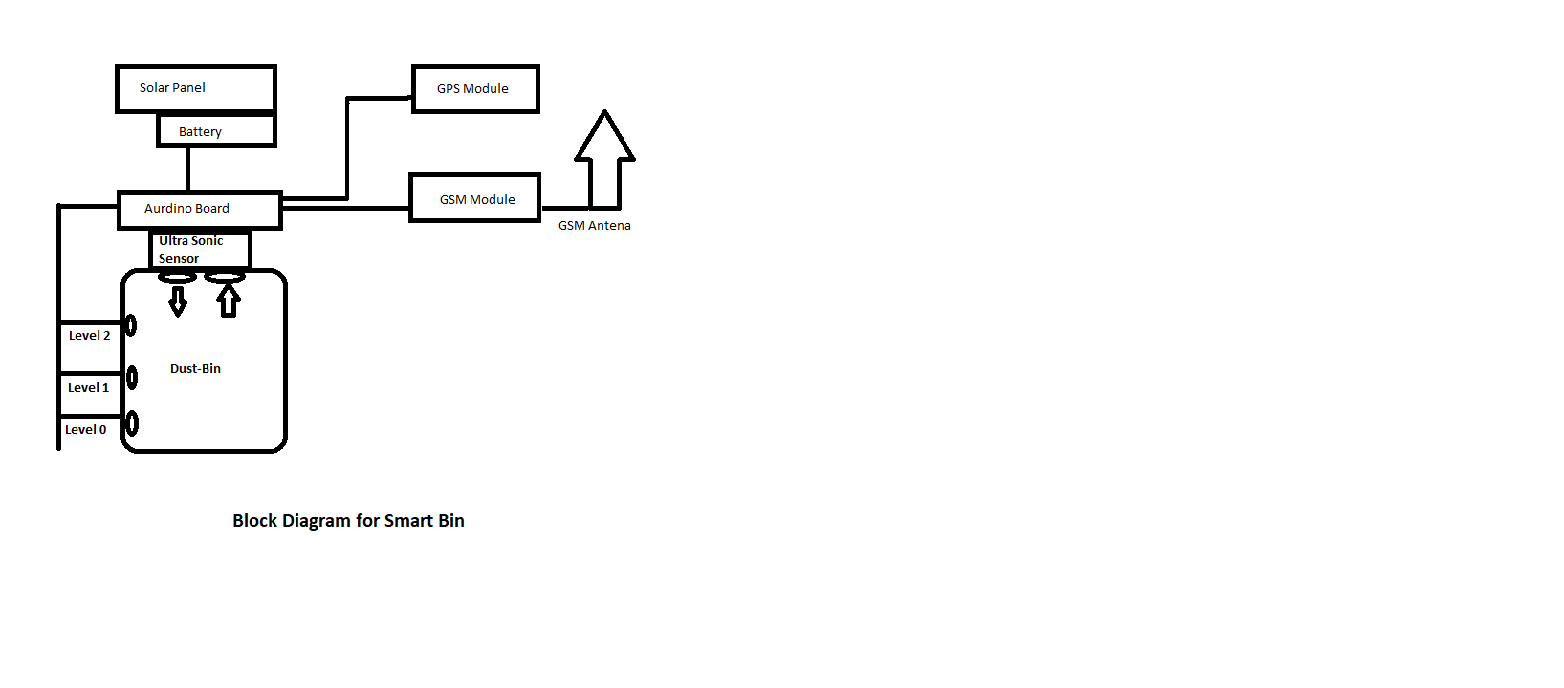 Solar Panel
GPS Module
Battery
GSM Module
Aurdino Board
GSM Antena
Ultra Sonic
Sensor
Level 2
Dust-Bin
Level 1
Level 0
Block Diagram for Smart Bin